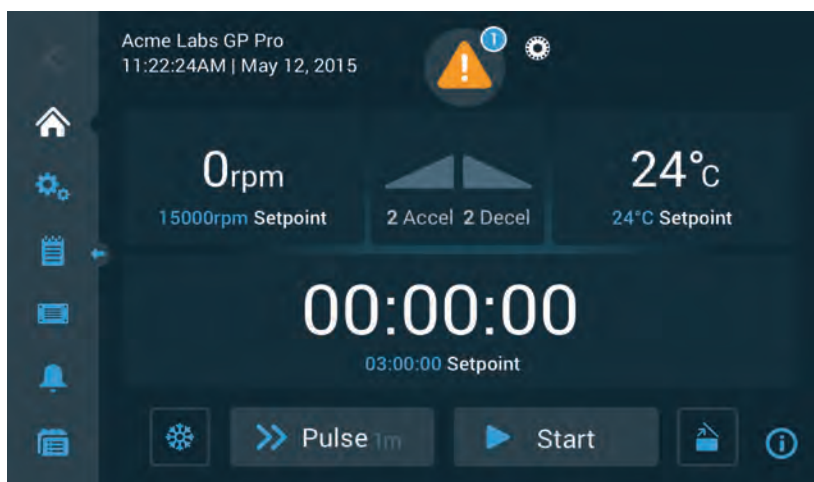 Acme Labs GP Pro
11:22:24AM | May 12, 2015
1
0rpm
15000rpm Setpoint
2 Accel 2 Decel
24°C
24°C Setpoint
00:00:00
03:00:00 Setpoint
Pulse 1m
Start